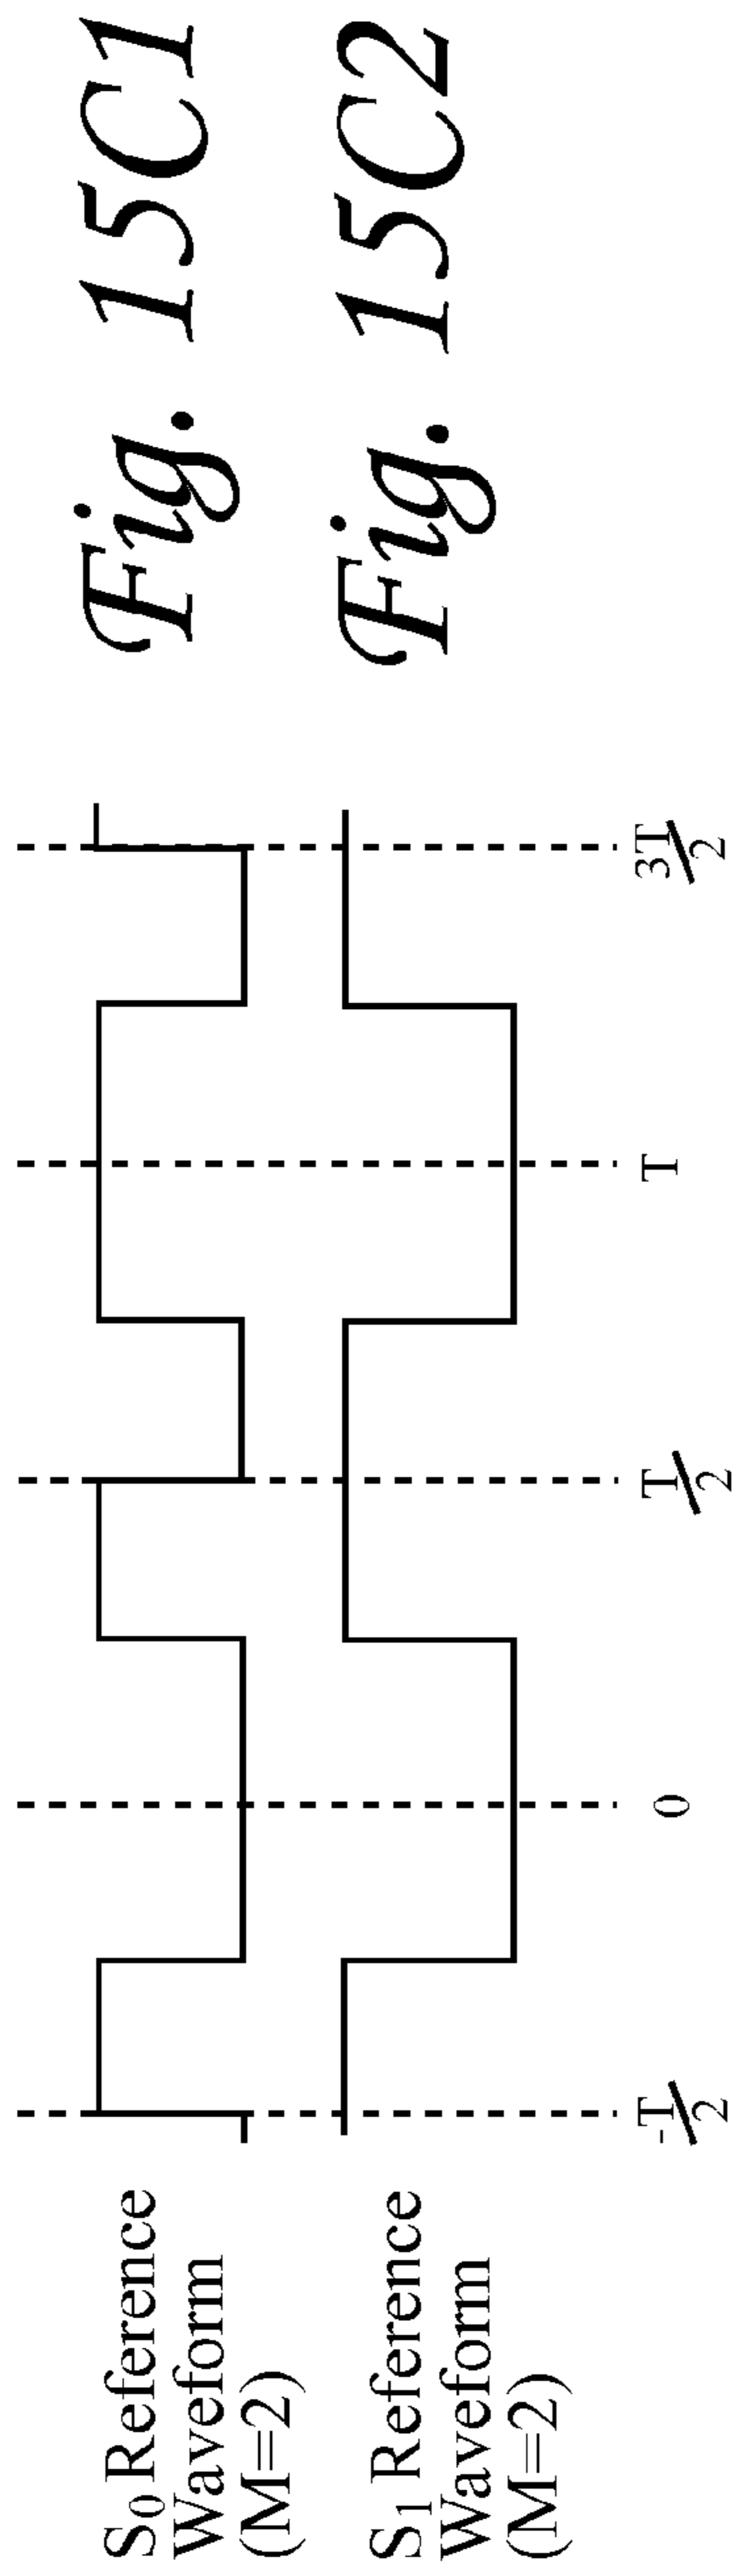 S0 Reference
Waveform
(M=2)
Fig. 15C1
S1 Reference
Waveform
(M=2)
Fig. 15C2
-T/2
0
T/2
T
3T/2